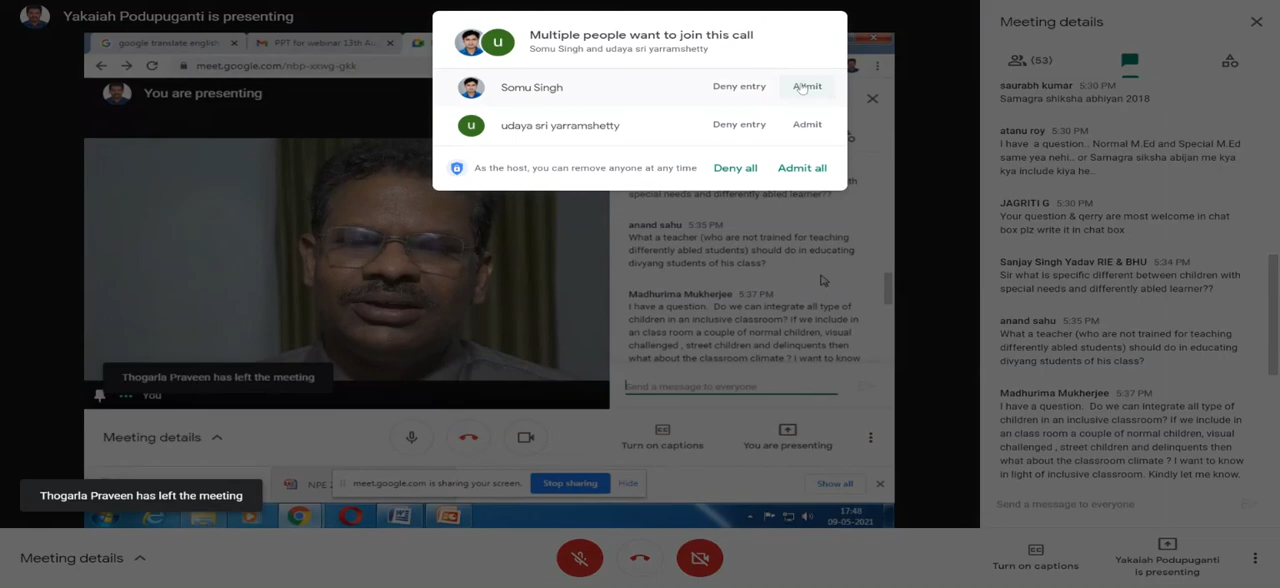 Yakaiah Podupuganti is presenting
google translate englis
PPT for webinar 13th Au
meet.google.com/nhp-xxwg-gkk
You are presenting
Multiple people want to join this call
Somu Singh and udaya sri yarramshetty
Somu Singh
Deny entry
Admit
u
udaya sri yarramshetty
Deny entry
Admit
As the host, you can remove anyone at any time
Deny all
Admit all
special needs and differently abled learner??
anand sahu 5:35 PM
What a teacher (who are not trained for teaching
differently abled students) should do in educating
divyang students of his class?
Madhurima Mukherjee 5:37 PM
I have a question. Do we can integrate all type of
children in an inclusive classroom? If we include in
an class room a couple of normal children, visual
challenged , street children and delinquents then
what about the classroom climate ? I want to know
Send a message to everyone
Thogarla Praveen has left the meeting
You
Meeting details
Turn on captions
You are presenting
NPE 2
meet.google.com is sharing your screen.
Stop sharing
Hide
Show all
17:48
09-05-2021
Thogarla Praveen has left the meeting
Meeting details
Meeting details
(53)
saurabh kumar 5:30 PM
Samagra shiksha abhiyan 2018
atanu roy 5:30 PM
I have a question.. Normal M.Ed and Special M.Ed
same yea nehi.. or Samagra siksha abijan me kya
kya include kiya he..
JAGRITI G 5:30 PM
Your question & qerry are most welcome in chat
box plz write it in chat box
Sanjay Singh Yadav RIE & BHU 5:34 PM
Sir what is specific different between children with
special needs and differently abled learner??
anand sahu 5:35 PM
What a teacher (who are not trained for teaching
differently abled students) should do in educating
divyang students of his class?
Madhurima Mukherjee 5:37 PM
I have a question. Do we can integrate all type of
children in an inclusive classroom? If we include in
an class room a couple of normal children, visual
challenged , street children and delinquents then
what about the classroom climate ? I want to know
in light of inclusive classroom. Kindly let me know.
Send a message to everyone
Turn on captions
Yakaiah Podupuganti
is presenting